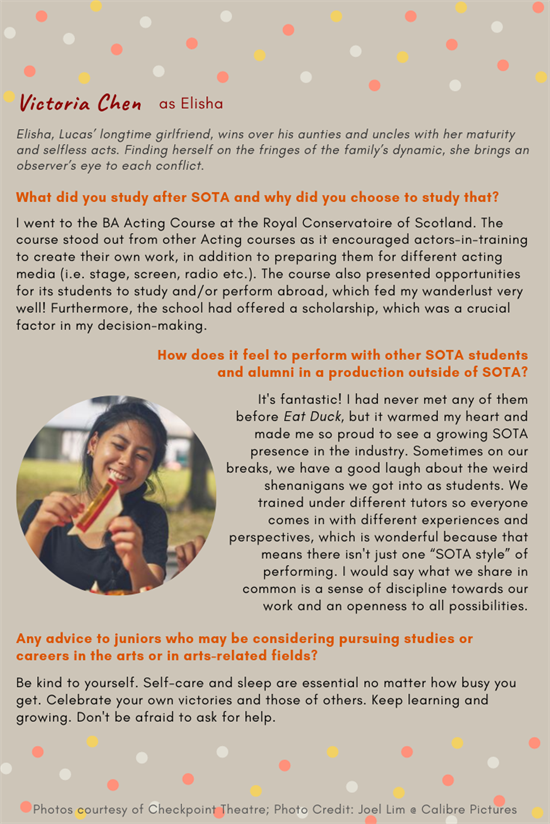 Victoria Chen as Elisha
Elisha, Lucas’ longtime girlfriend, wins over his aunties and uncles with her maturity
and selfless acts. Finding herself on the fringes of the family’s dynamic, she brings an
observer’s eye to each conflict.
What did you study after SOTA and why did you choose to study that?
I went to the BA Acting Course at the Royal Conservatoire of Scotland. The
course stood out from other Acting courses as it encouraged actors-in-training
to create their own work, in addition to preparing them for different acting
media (i.e. stage, screen, radio etc.). The course also presented opportunities
for its students to study and/or perform abroad, which fed my wanderlust very
well! Furthermore, the school had offered a scholarship, which was a crucial
factor in my decision-making.
How does it feel to perform with other SOTA students
and alumni in a production outside of SOTA?
It's fantastic! I had never met any of them
before Eat Duck, but it warmed my heart and
made me so proud to see a growing SOTA
presence in the industry. Sometimes on our
breaks, we have a good laugh about the weird
shenanigans we got into as students. We
trained under different tutors so everyone
comes in with different experiences and
perspectives, which is wonderful because that
means there isn't just one “SOTA style” of
performing. I would say what we share in
common is a sense of discipline towards our
work and an openness to all possibilities.
Any advice to juniors who may be considering pursuing studies or
careers in the arts or in arts-related fields?
Be kind to yourself. Self-care and sleep are essential no matter how busy you
get. Celebrate your own victories and those of others. Keep learning and
growing. Don't be afraid to ask for help.
Photos courtesy of Checkpoint Theatre; Photo Credit: Joel Lim @ Calibre Pictures